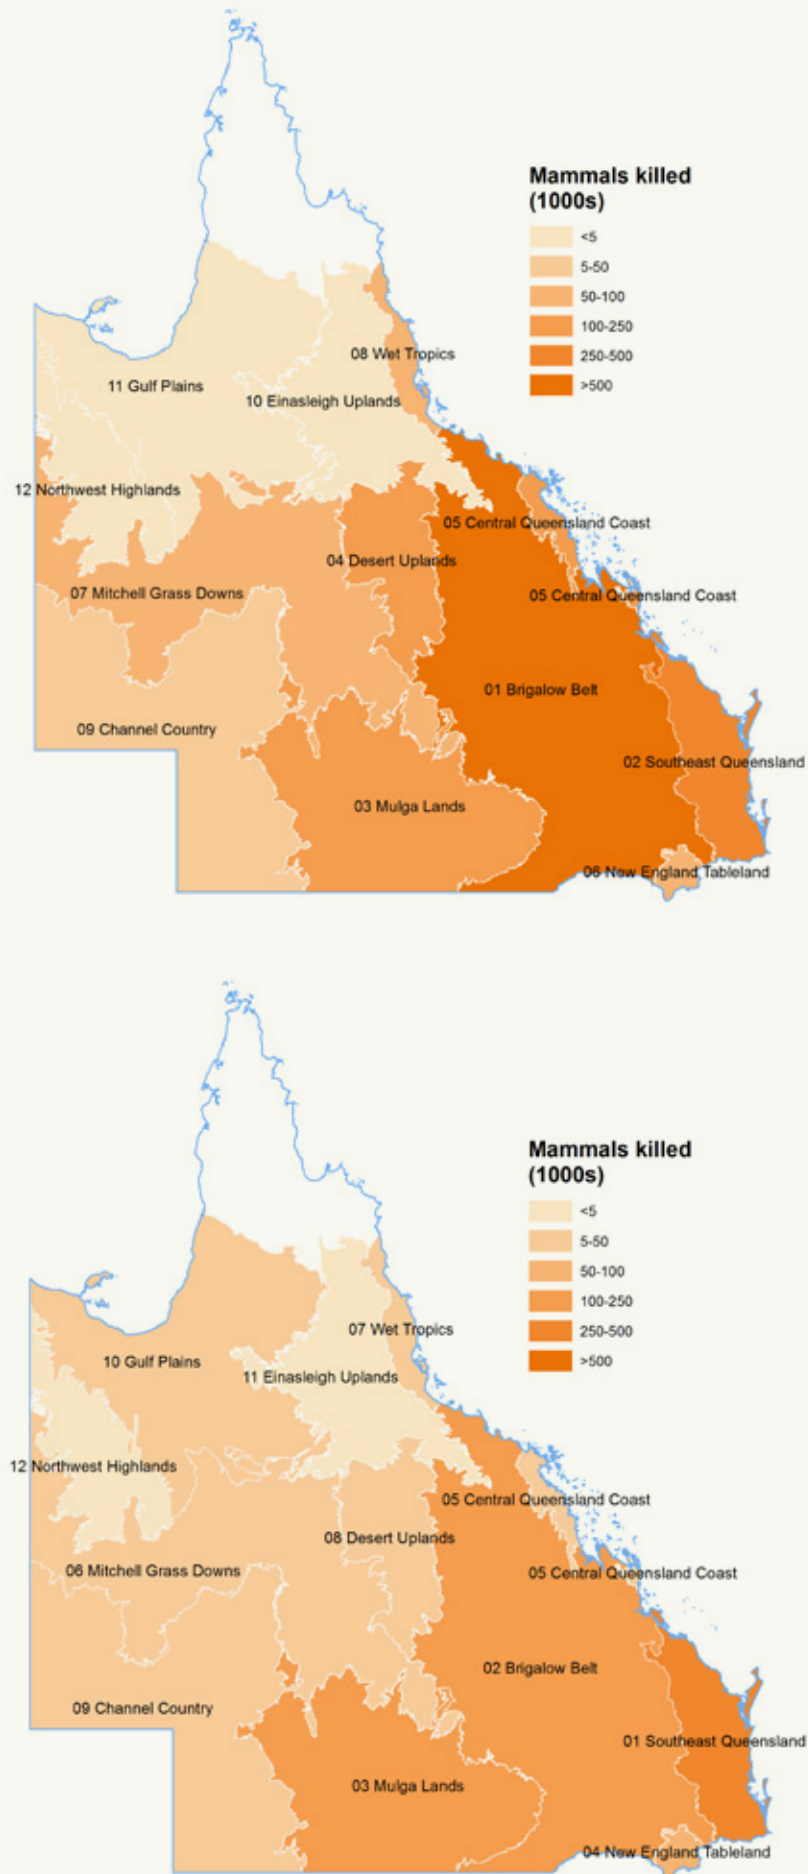 Mammals killed
(1000s)
<5
5-50
50-100
100-250
250-500
>500
08 Wet Tropics
11 Gulf Plains
10 Einasleigh Uplands
12 Northwest Highlands
05 Central Queensland Coast
04 Desert Uplands
07 Mitchell Grass Downs
05 Central Queensland Coast
01 Brigalow Belt
09 Channel Country
02 Southeast Queensland
03 Mulga Lands
06 New England Tableland
Mammals killed
(1000s)
<5
5-50
50-100
100-250
250-500
>500
07 Wet Tropics
10 Gulf Plains
11 Einasleigh Uplands
12 Northwest Highlands
05 Central Queensland Coast
08 Desert Uplands
06 Mitchell Grass Downs
05 Central Queensland Coast
02 Brigalow Belt
09 Channel Country
01 Southeast Queensland
03 Mulga Lands
04 New England Tableland